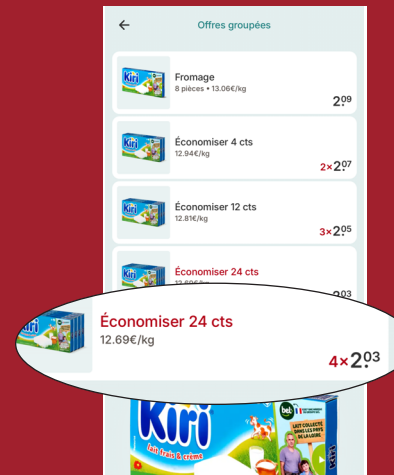 Offres groupées
Kiri
Fromage
8 pièces • 13.06€/kg
2.09
Kiri
Économiser 4 cts
12.94€/kg
2×2.07
Kiri
Économiser 12 cts
12.81€/kg
3×2.05
Kiri
Économiser 24 cts
Économiser 24 cts
12.69€/kg
4×2.03
Kiri
lait frais & crème
bel
LAIT COLLECTÉ
DANS LES PAYS
DE LA LOIRE